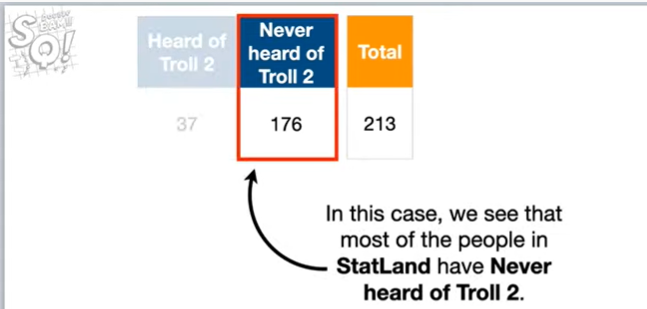 Heard of
Troll 2
Never
heard of
Troll 2
Total
37
176
213
In this case, we see that
most of the people in
StatLand have Never
heard of Troll 2.